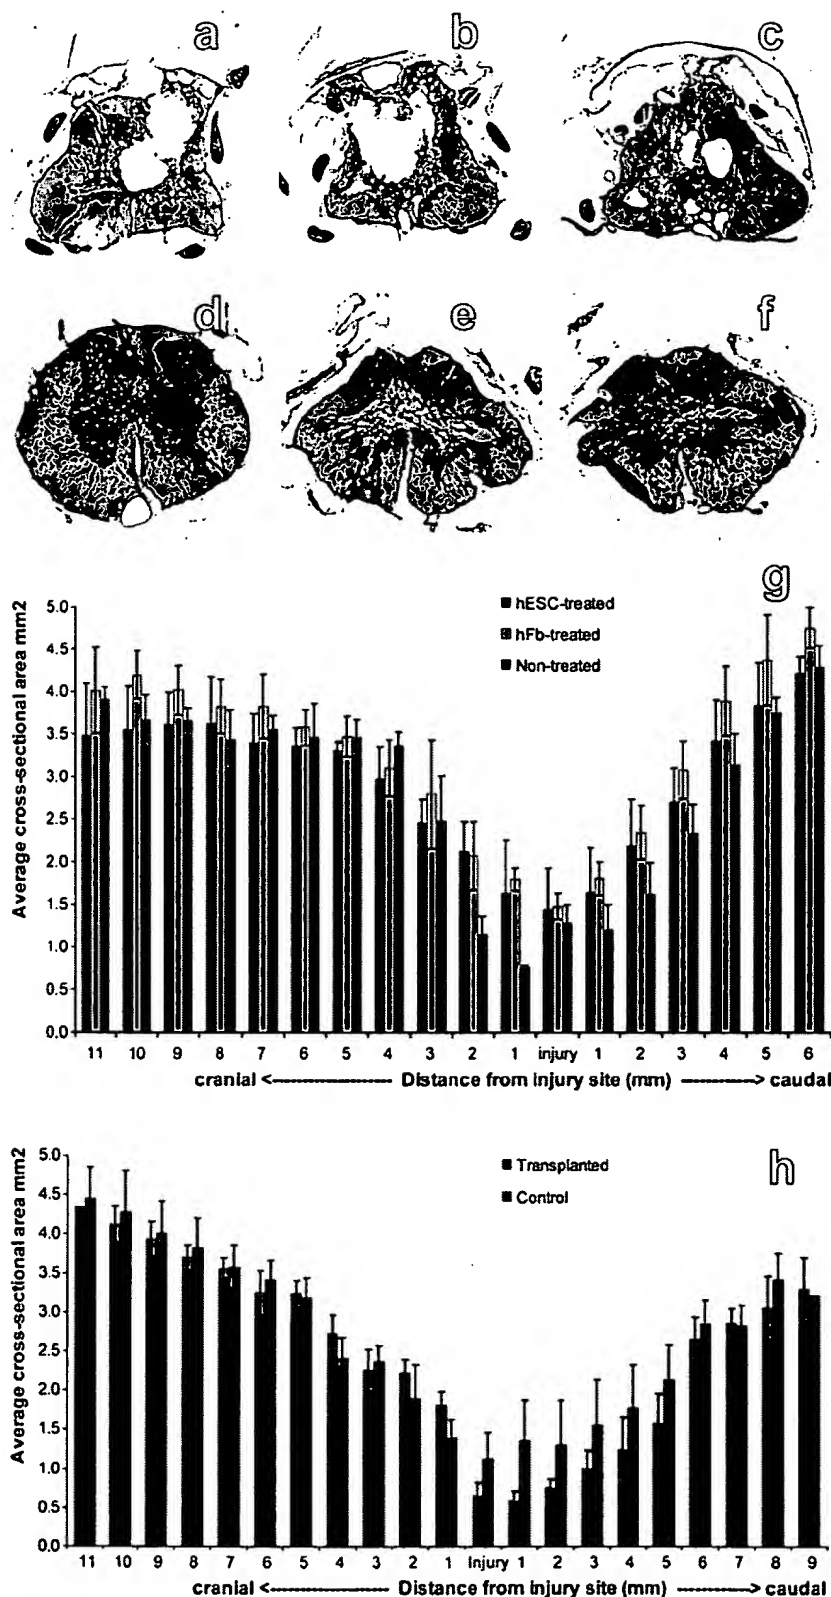 a
b
c
d
e
f
g
hESC-treated
hFb-treated
Non-treated
Average cross-sectional area mm2
5.0
4.5
4.0
3.5
3.0
2.5
2.0
1.5
1.0
0.5
0.0
11 10 9 8 7 6 5 4 3 2 1 injury 1 2 3 4 5 6
cranial <-------------------- Distance from injury site (mm) ------------> caudal
h
Transplanted
Control
Average cross-sectional area mm2
5.0
4.5
4.0
3.5
3.0
2.5
2.0
1.5
1.0
0.5
0.0
11 10 9 8 7 6 5 4 3 2 1 Injury 1 2 3 4 5 6 7 8 9
cranial <-------------------- Distance from injury site (mm) ------------> caudal